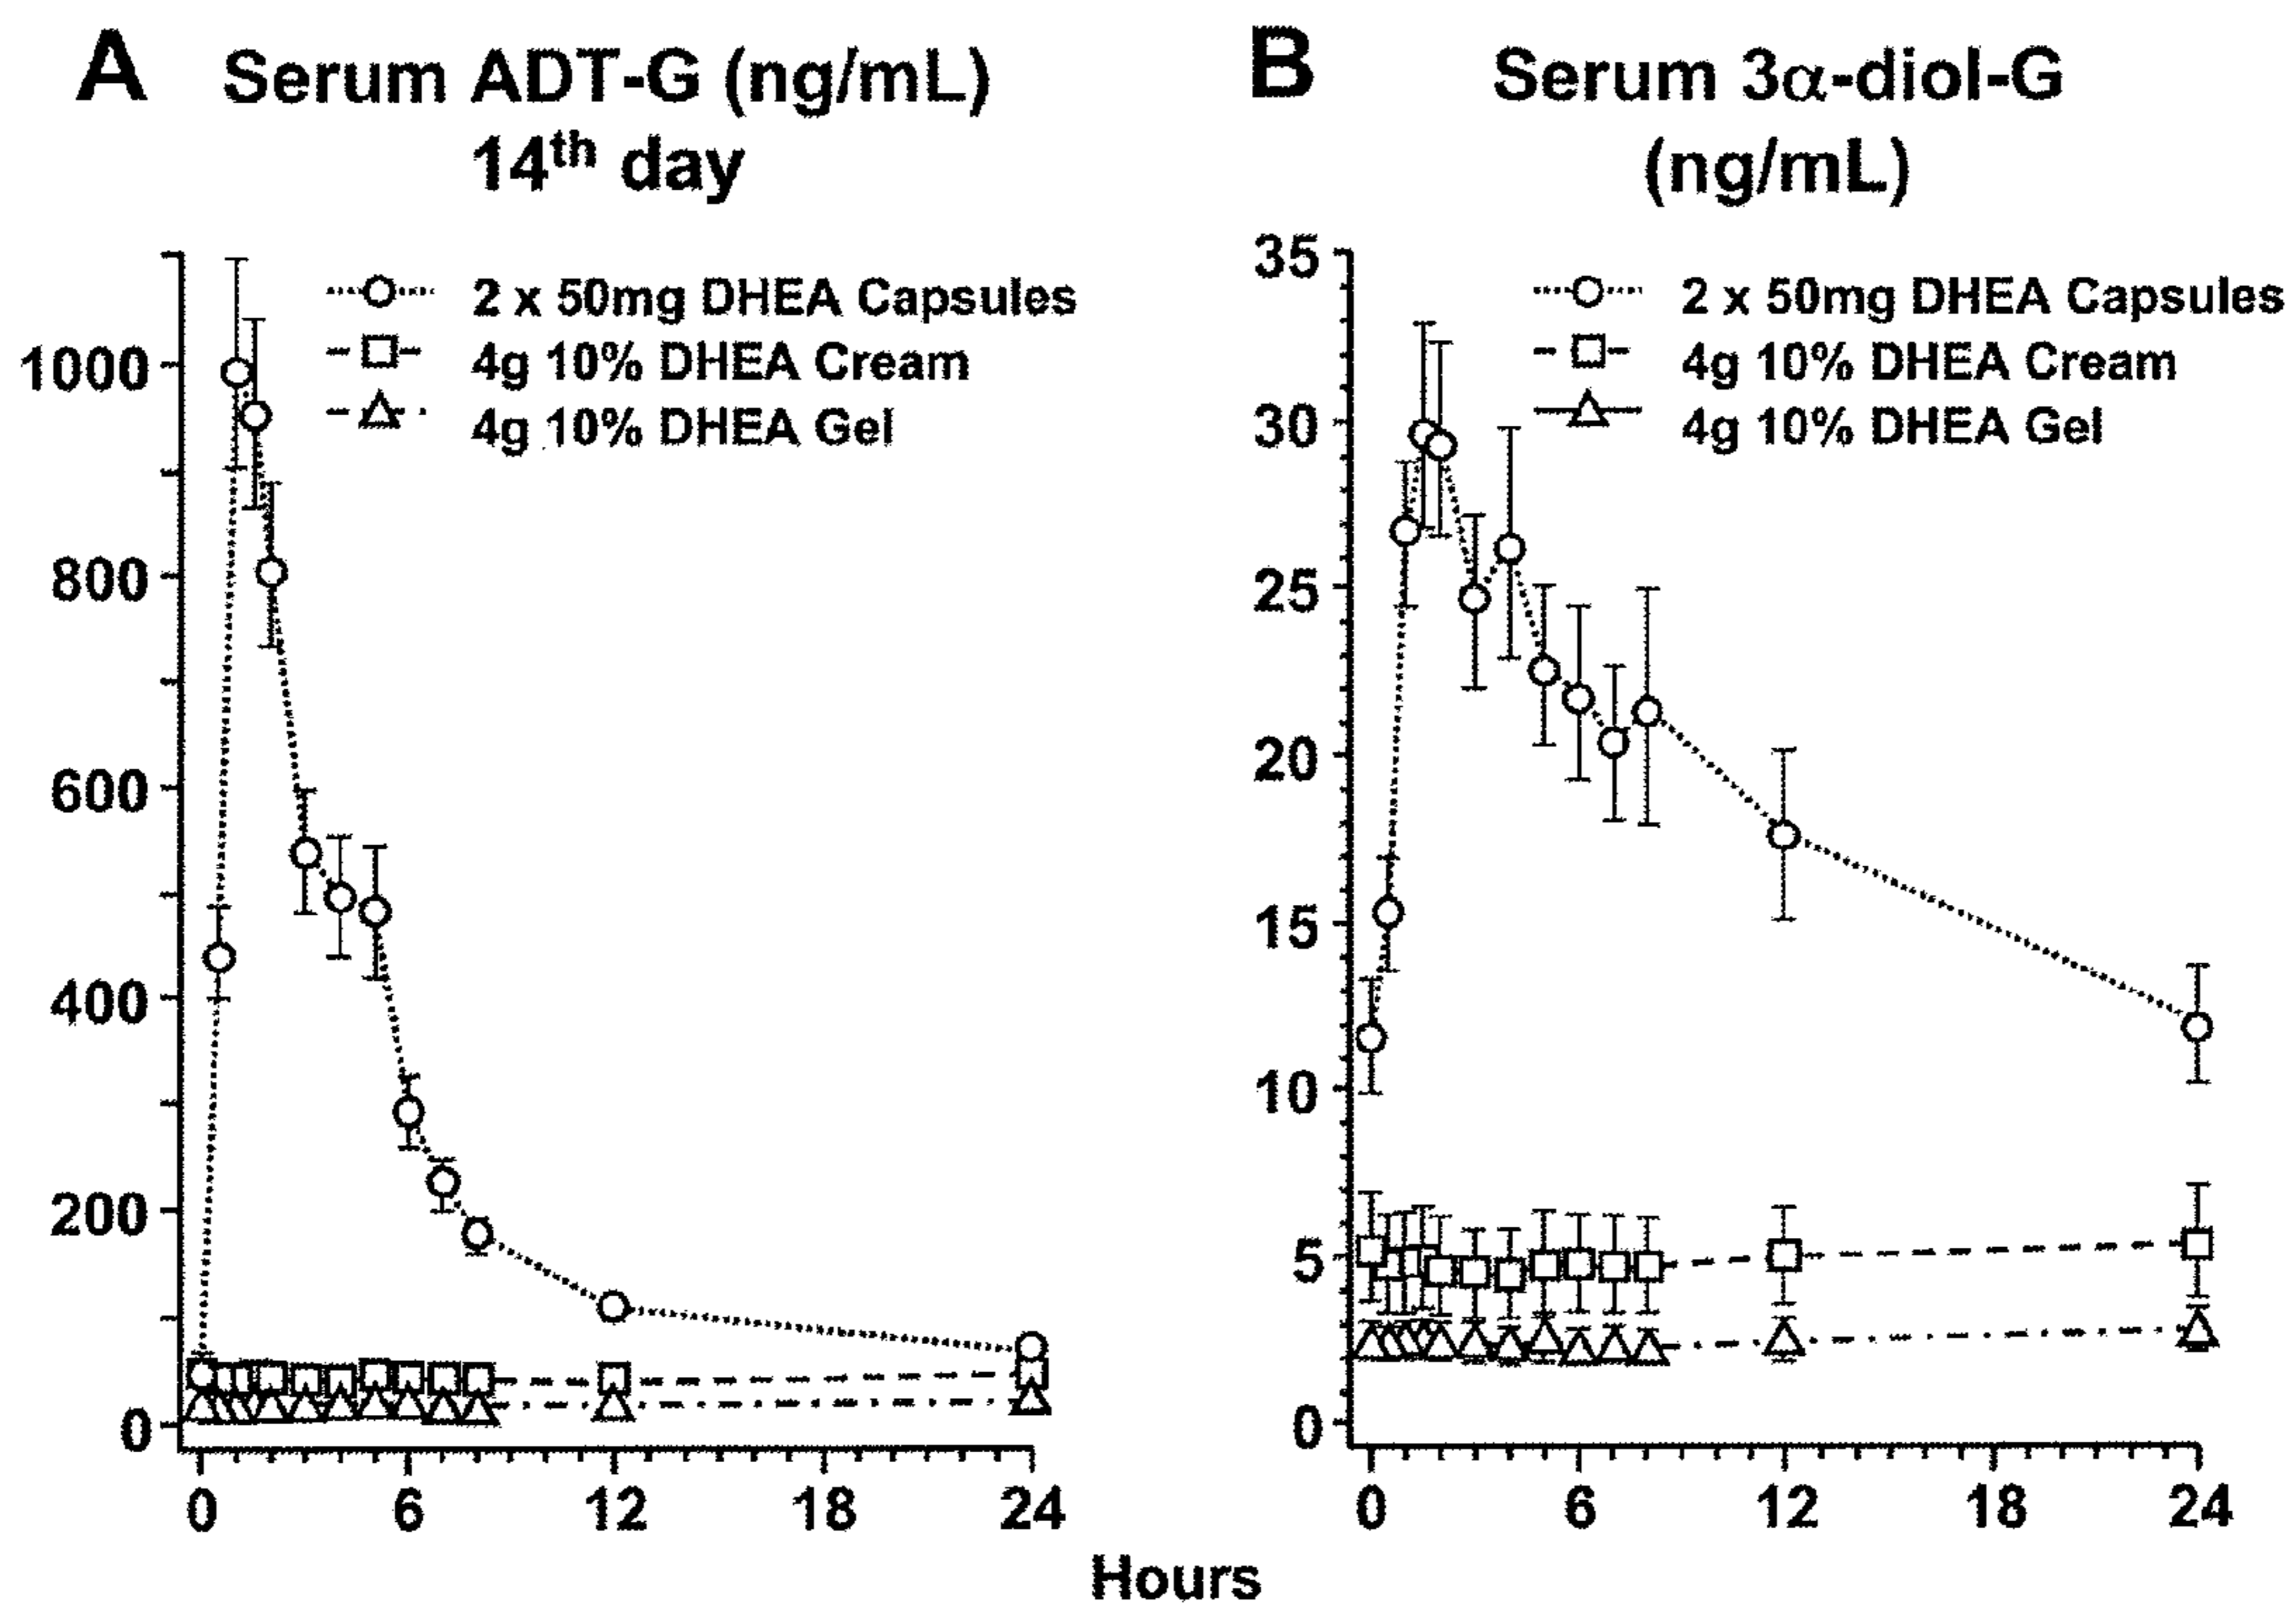 A Serum ADT-G (ng/mL)
14th day
1000
800
600
400
200
0
2 x 50mg DHEA Capsules
4g 10% DHEA Cream
4g 10% DHEA Gel
0 6 12 18 24
B Serum 3α-diol-G
(ng/mL)
35
30
25
20
15
10
5
0
2 x 50mg DHEA Capsules
4g 10% DHEA Cream
4g 10% DHEA Gel
0 6 12 18 24
Hours